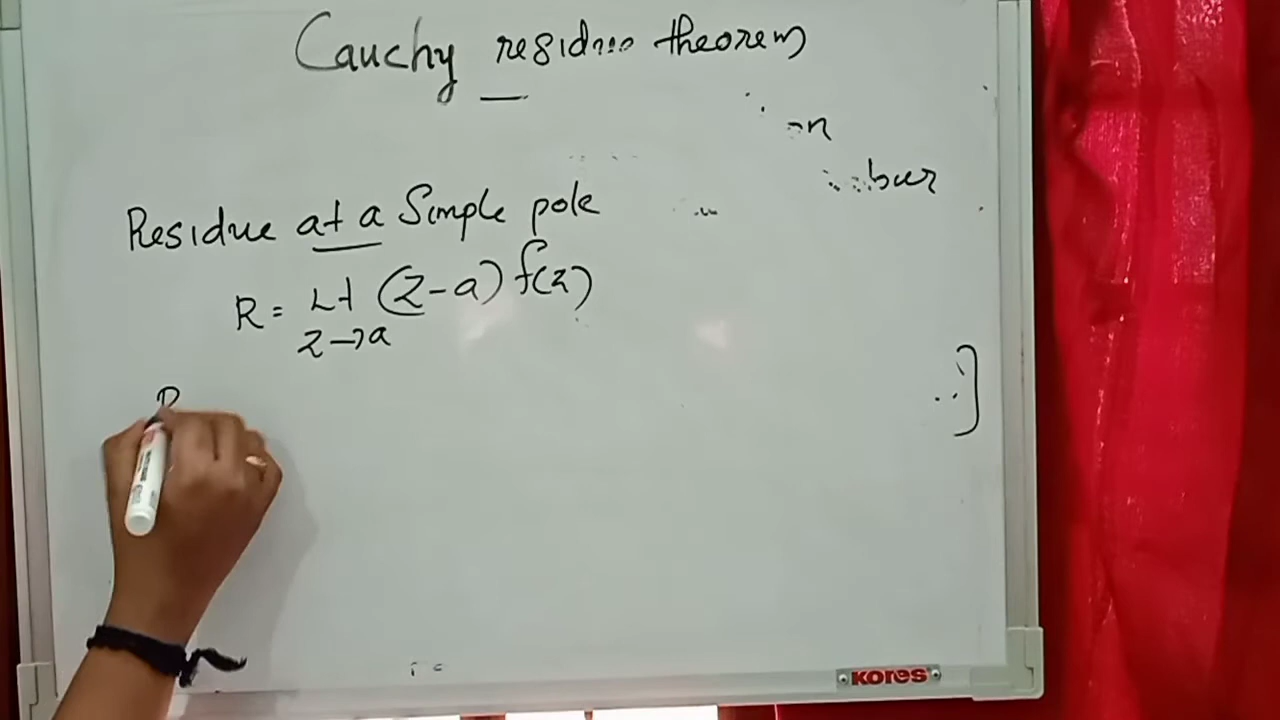 Cauchy residue theorem
Residue at a Simple pole
R = Lt (z-a) f(z)
z→a
R
KORES